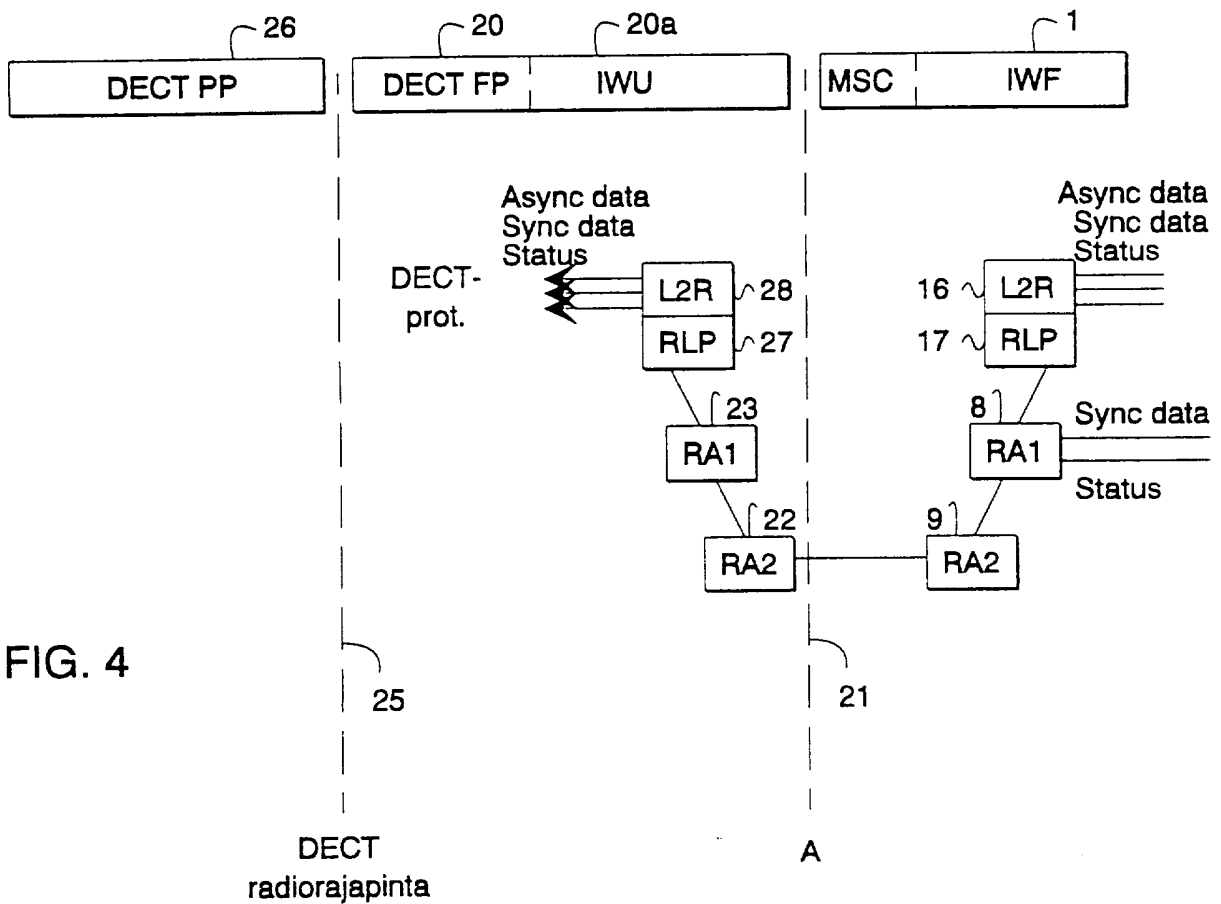 26
20
20a
1
DECT PP
DECT FP
IWU
MSC
IWF
Async data
Sync data
Status
DECT-
prot.
L2R
28
RLP
27
23
RA1
22
RA2
Async data
Sync data
Status
16
L2R
17
RLP
8
RA1
Sync data
Status
9
RA2
FIG. 4
25
21
DECT
radiorajapinta
A